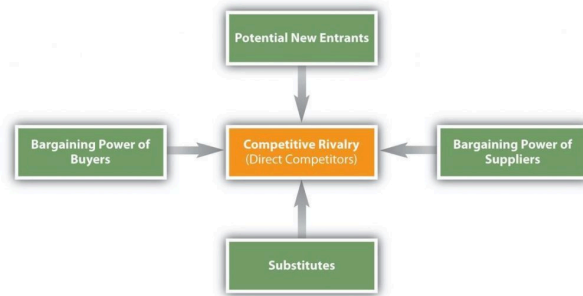 Potential New Entrants
Bargaining Power of
Buyers
Competitive Rivalry
(Direct Competitors)
Bargaining Power of
Suppliers
Substitutes